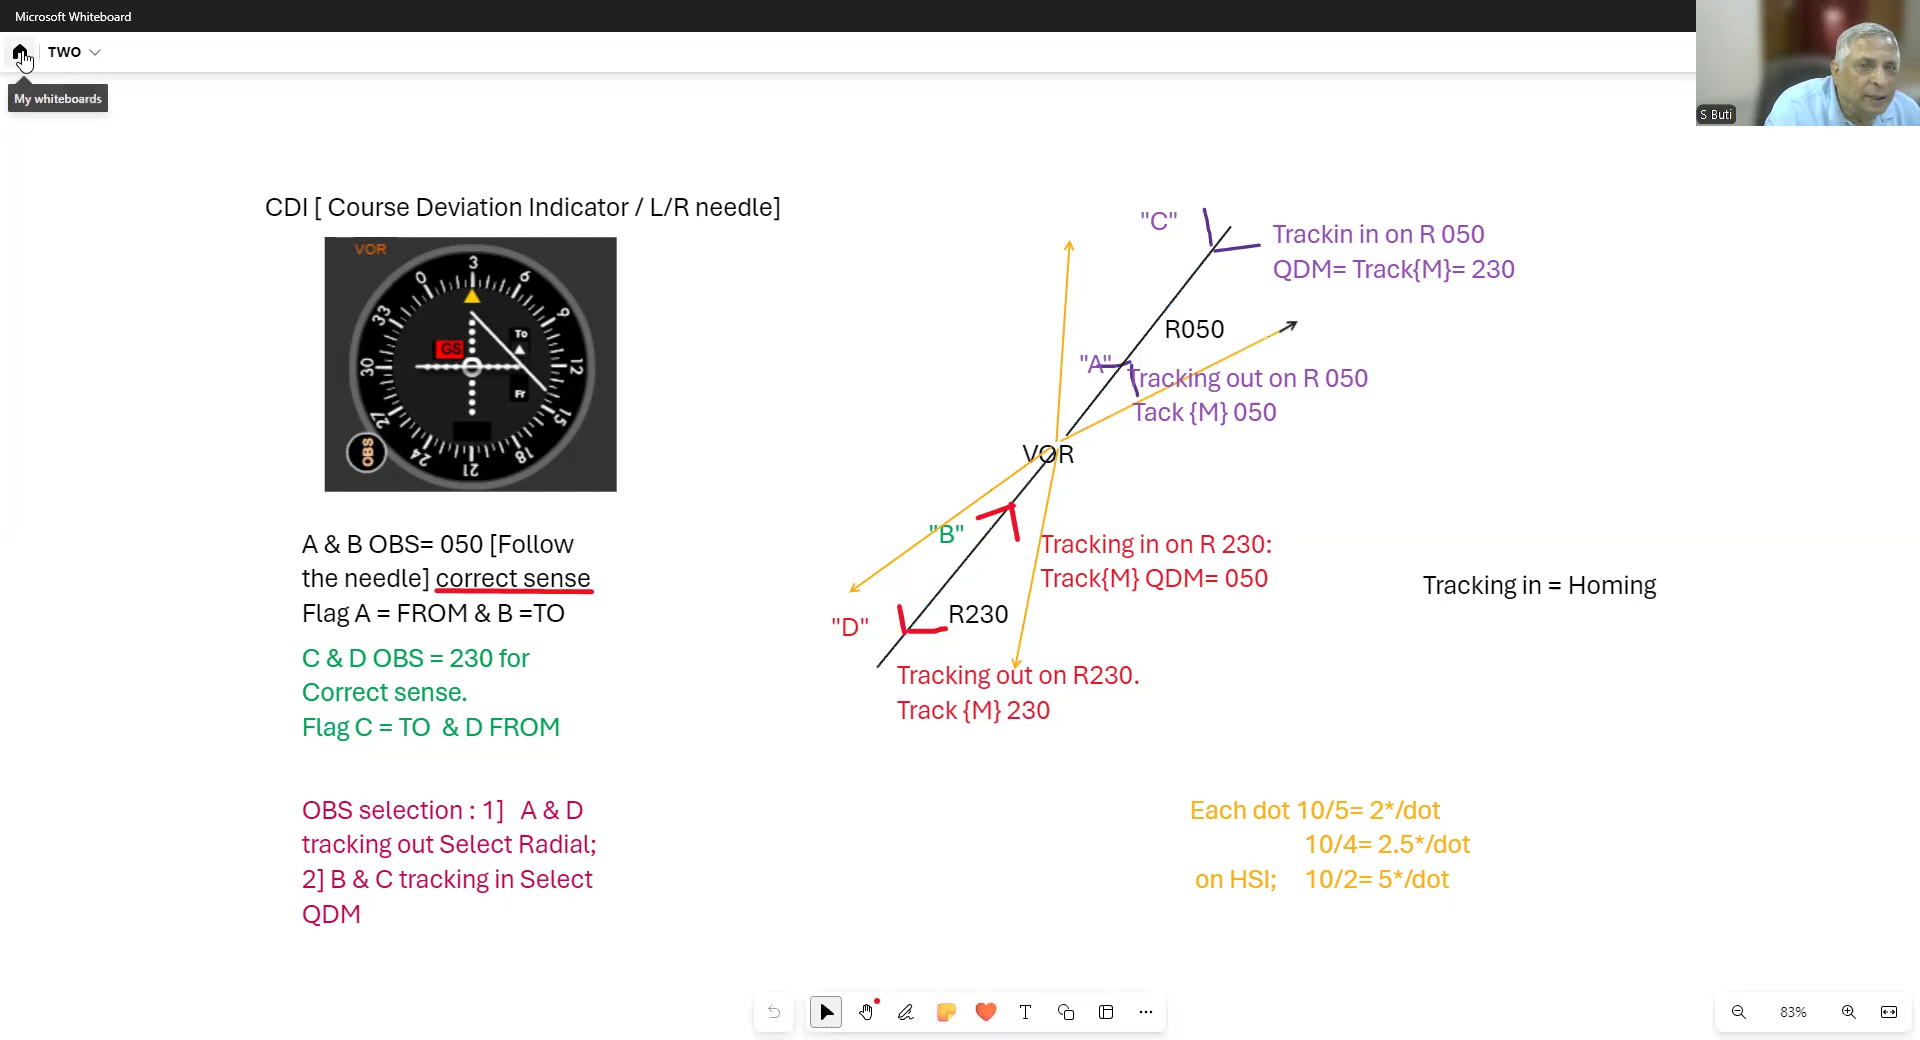 Microsoft Whiteboard
TWO
My whiteboards
S Buti
CDI [ Course Deviation Indicator / L/R needle]
VOR
0 3 6 9 12 15 18 21 24 27 30 33
GS
To
Fr
OBS
A & B OBS= 050 [Follow
the needle] correct sense
Flag A = FROM & B =TO
C & D OBS = 230 for
Correct sense.
Flag C = TO & D FROM
OBS selection : 1] A & D
tracking out Select Radial;
2] B & C tracking in Select
QDM
"C"
Trackin in on R 050
QDM= Track{M}= 230
R050
"A"
Tracking out on R 050
Tack {M} 050
VOR
"B"
Tracking in on R 230:
Track{M} QDM= 050
"D"
R230
Tracking out on R230.
Track {M} 230
Tracking in = Homing
Each dot 10/5= 2*/dot
10/4= 2.5*/dot
on HSI; 10/2= 5*/dot
T
83%